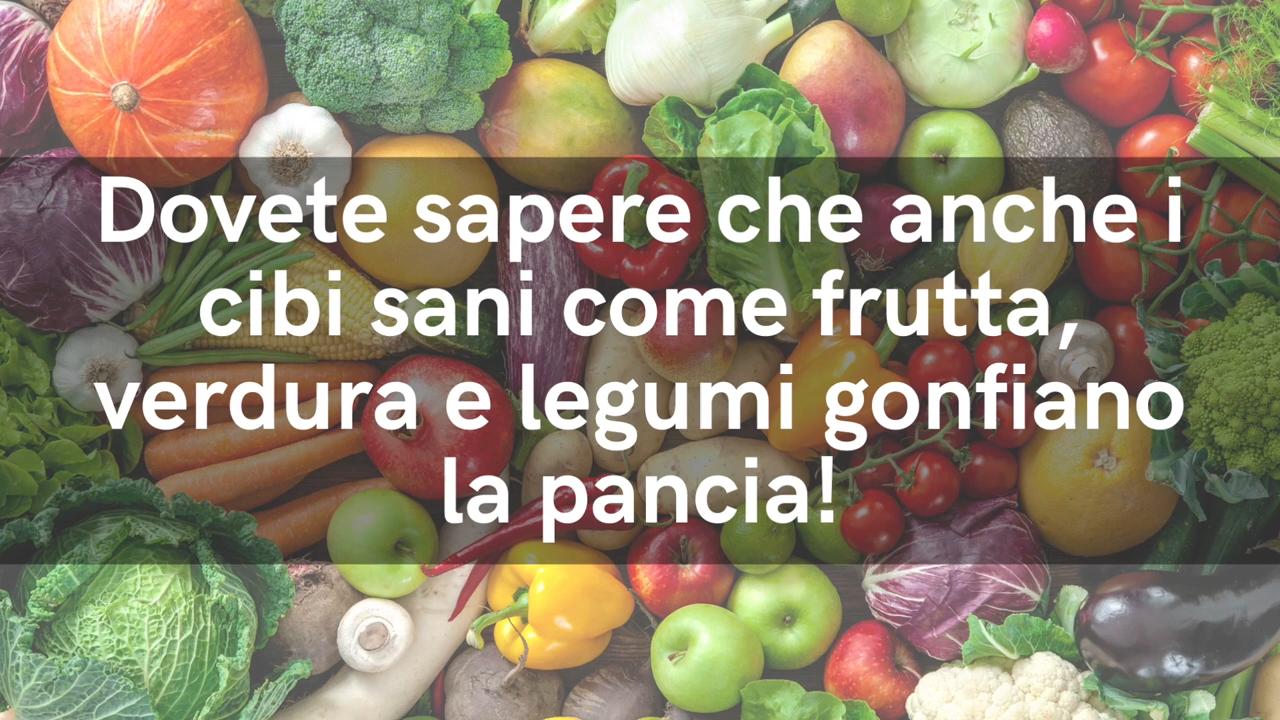 Dovete sapere che anche i
cibi sani come frutta,
verdura e legumi gonfiano
la pancia!